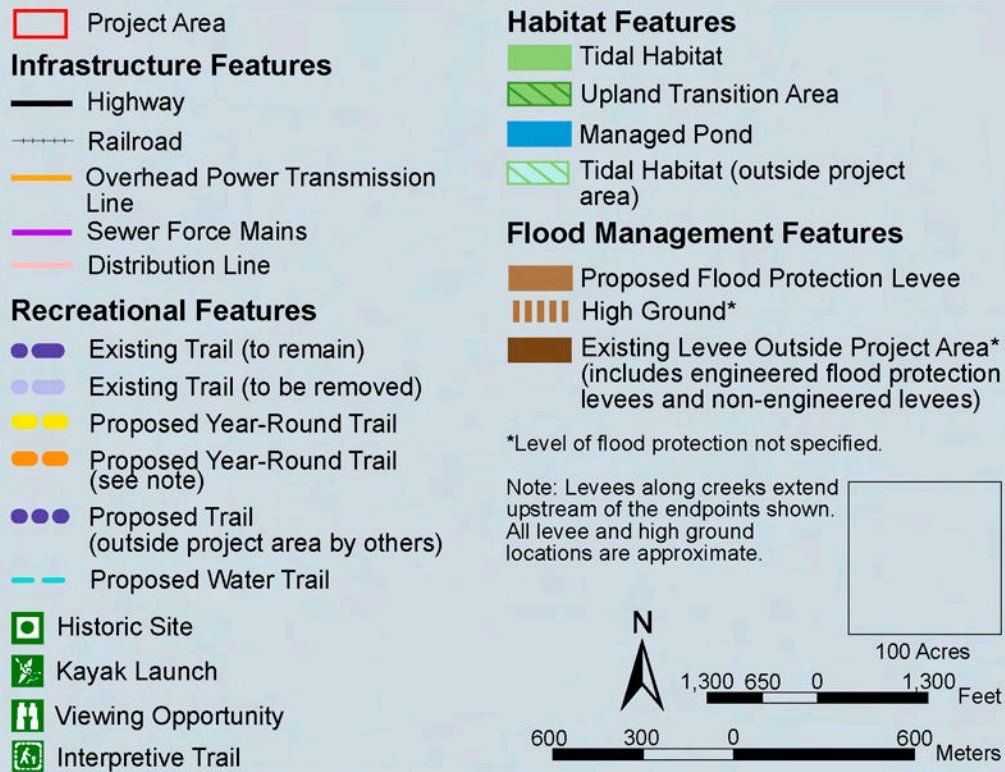 Project Area
Infrastructure Features
Highway
Railroad
Overhead Power Transmission
Line
Sewer Force Mains
Distribution Line
Recreational Features
Existing Trail (to remain)
Existing Trail (to be removed)
Proposed Year-Round Trail
Proposed Year-Round Trail
(see note)
Proposed Trail
(outside project area by others)
Proposed Water Trail
Historic Site
Kayak Launch
Viewing Opportunity
Interpretive Trail
Habitat Features
Tidal Habitat
Upland Transition Area
Managed Pond
Tidal Habitat (outside project
area)
Flood Management Features
Proposed Flood Protection Levee
High Ground*
Existing Levee Outside Project Area*
(includes engineered flood protection
levees and non-engineered levees)
*Level of flood protection not specified.
Note: Levees along creeks extend
upstream of the endpoints shown.
All levee and high ground
locations are approximate.
100 Acres
N
1,300 650 0 1,300 Feet
600 300 0 600 Meters